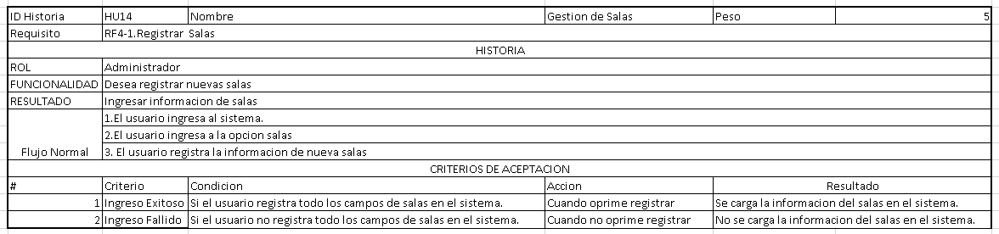 ID Historia HU14 Nombre Gestion de Salas Peso 5
Requisito RF4-1.Registrar Salas
HISTORIA
ROL Administrador
FUNCIONALIDAD Desea registrar nuevas salas
RESULTADO Ingresar informacion de salas
1.El usuario ingresa al sistema.
2.El usuario ingresa a la opcion salas
Flujo Normal 3. El usuario registra la informacion de nueva salas
CRITERIOS DE ACEPTACION
# Criterio Condicion Accion Resultado
1 Ingreso Exitoso Si el usuario registra todo los campos de salas en el sistema. Cuando oprime registrar Se carga la informacion del salas en el sistema.
2 Ingreso Fallido Si el usuario no registra todo los campos de salas en el sistema. Cuando no oprime registrar No se carga la informacion del salas en el sistema.